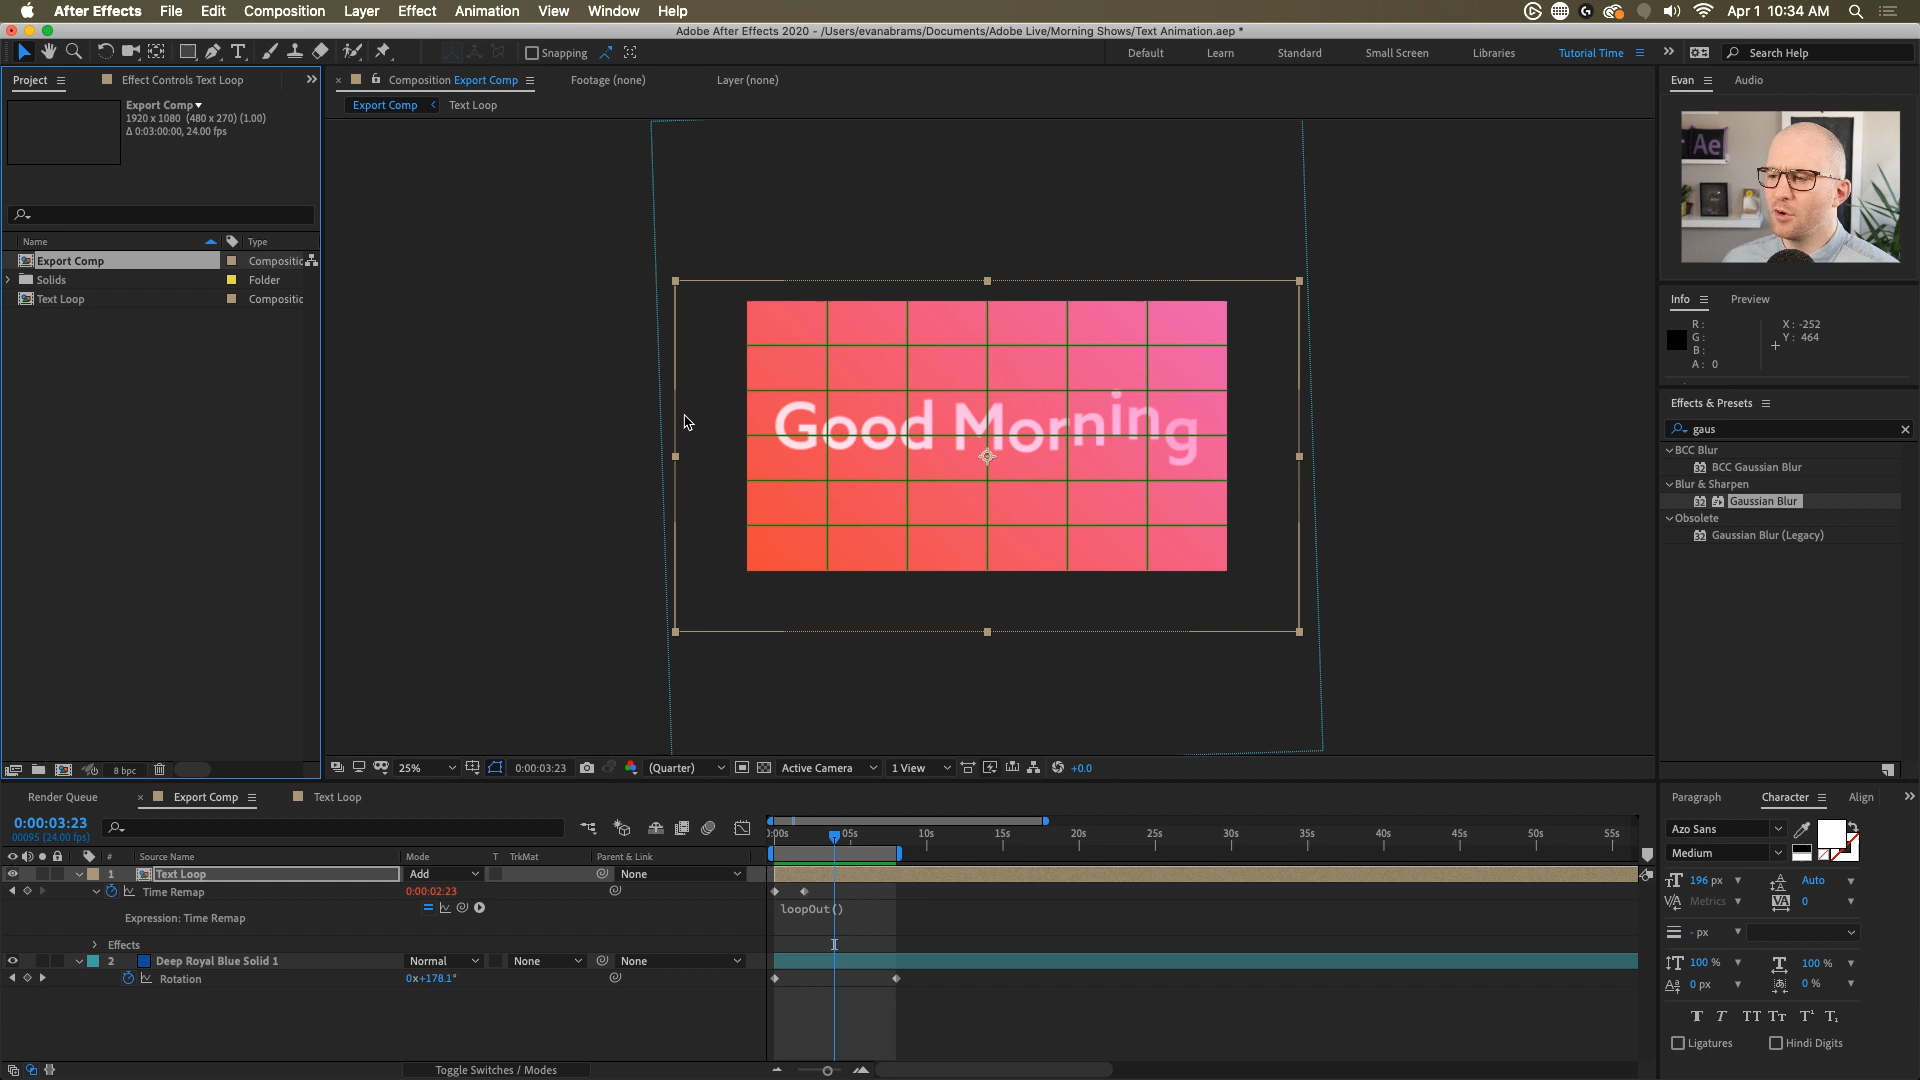 After Effects File Edit Composition Layer Effect Animation View Window Help Apr 1 10:34 AM
Adobe After Effects 2020 - /Users/evanabrams/Documents/Adobe Live/Morning Shows/Text Animation.aep *
Snapping Default Learn Standard Small Screen Libraries Tutorial Time Search Help
Project Effect Controls Text Loop Composition Export Comp Footage (none) Layer (none) Evan Audio
Export Comp
1920 x 1080 (480 x 270) (1.00)
Δ 0:03:00:00, 24.00 fps
Export Comp Text Loop
Ae
Name Type
Export Comp Compositic
Solids Folder
Text Loop Compositic
Good Morning
Info Preview
R:
G:
B:
A: 0
X: -252
Y: 464
Effects & Presets
gaus
BCC Blur
32 BCC Gaussian Blur
Blur & Sharpen
32 Gaussian Blur
Obsolete
32 Gaussian Blur (Legacy)
8 bpc
25% 0:00:03:23 (Quarter) Active Camera 1 View +0.0
Render Queue Export Comp Text Loop
0:00:03:23
00095 (24.00 fps)
0:00s 05s 10s 15s 20s 25s 30s 35s 40s 45s 50s 55s
# Source Name Mode T TrkMat Parent & Link
1 Text Loop Add None
Time Remap 0:00:02:23
Expression: Time Remap loopOut()
Effects
2 Deep Royal Blue Solid 1 Normal None None
Rotation 0x+178.1°
Toggle Switches / Modes
Paragraph Character Align
Azo Sans
Medium
196 px Auto
Metrics 0
- px
100 % 100 %
0 px 0 %
T T TT Tt T¹ T₁
Ligatures Hindi Digits